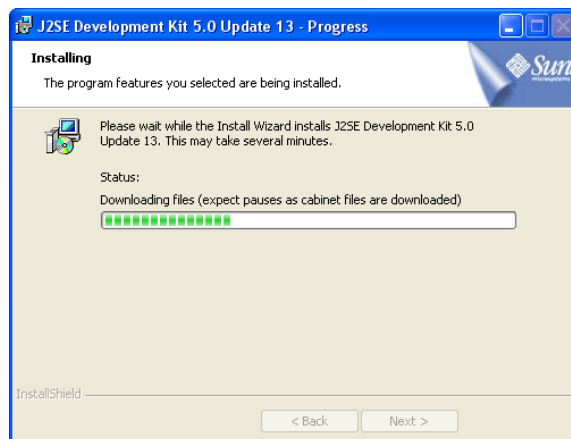 J2SE Development Kit 5.0 Update 13 - Progress
Installing
The program features you selected are being installed.
Sun
microsystems
Please wait while the Install Wizard installs J2SE Development Kit 5.0
Update 13. This may take several minutes.
Status:
Downloading files (expect pauses as cabinet files are downloaded)
InstallShield
< Back
Next >